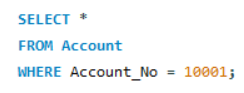 SELECT *
FROM Account
WHERE Account_No = 10001;